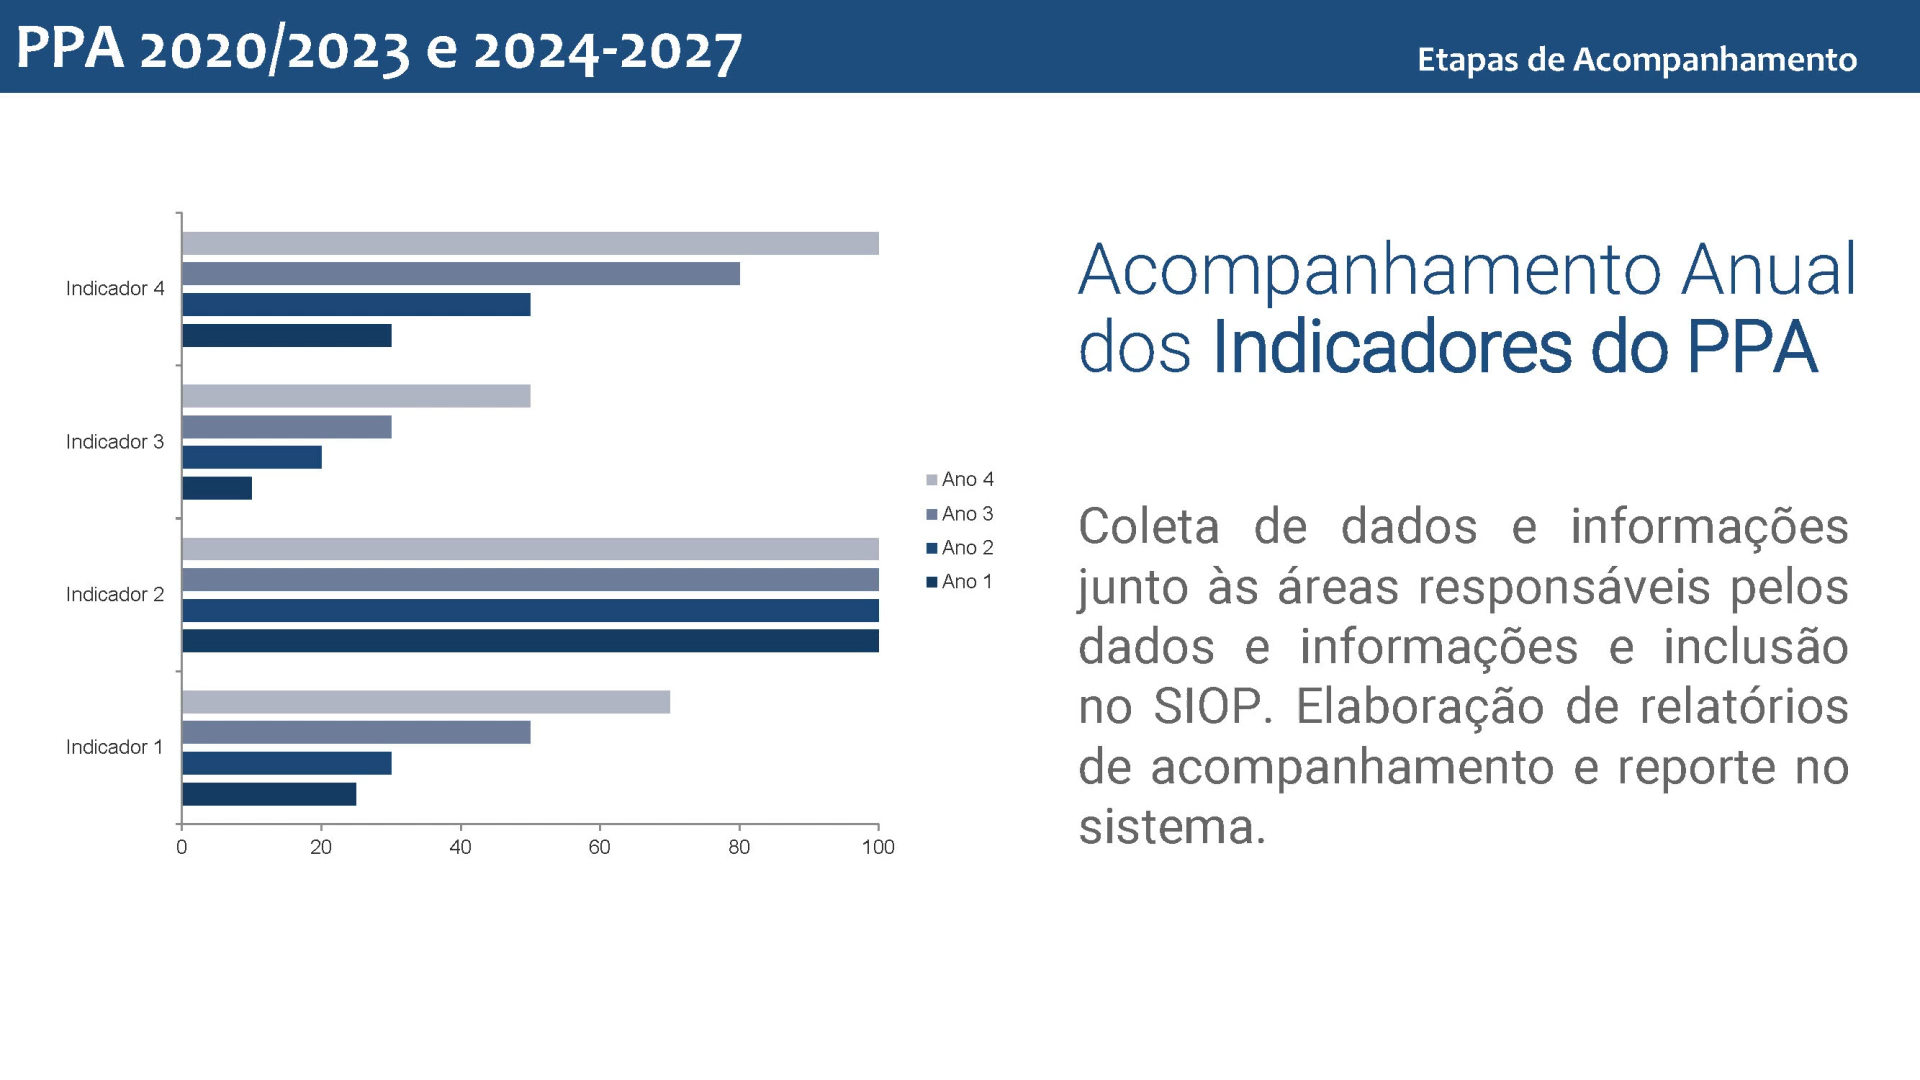 PPA 2020/2023 e 2024-2027
Etapas de Acompanhamento
Indicador 4
Indicador 3
Indicador 2
Indicador 1
0 20 40 60 80 100
Ano 4
Ano 3
Ano 2
Ano 1
Acompanhamento Anual
dos Indicadores do PPA
Coleta de dados e informações
junto às áreas responsáveis pelos
dados e informações e inclusão
no SIOP. Elaboração de relatórios
de acompanhamento e reporte no
sistema.